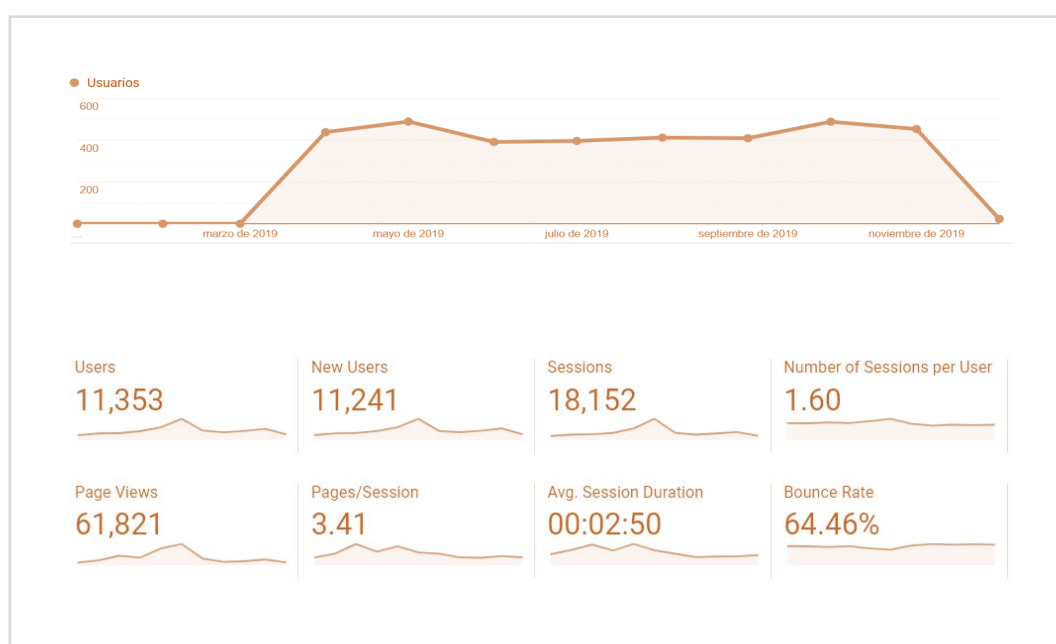 Usuarios
600
400
200
...
marzo de 2019
mayo de 2019
julio de 2019
septiembre de 2019
noviembre de 2019
Users
New Users
Sessions
Number of Sessions per User
11,353
11,241
18,152
1.60
Page Views
Pages/Session
Avg. Session Duration
Bounce Rate
61,821
3.41
00:02:50
64.46%